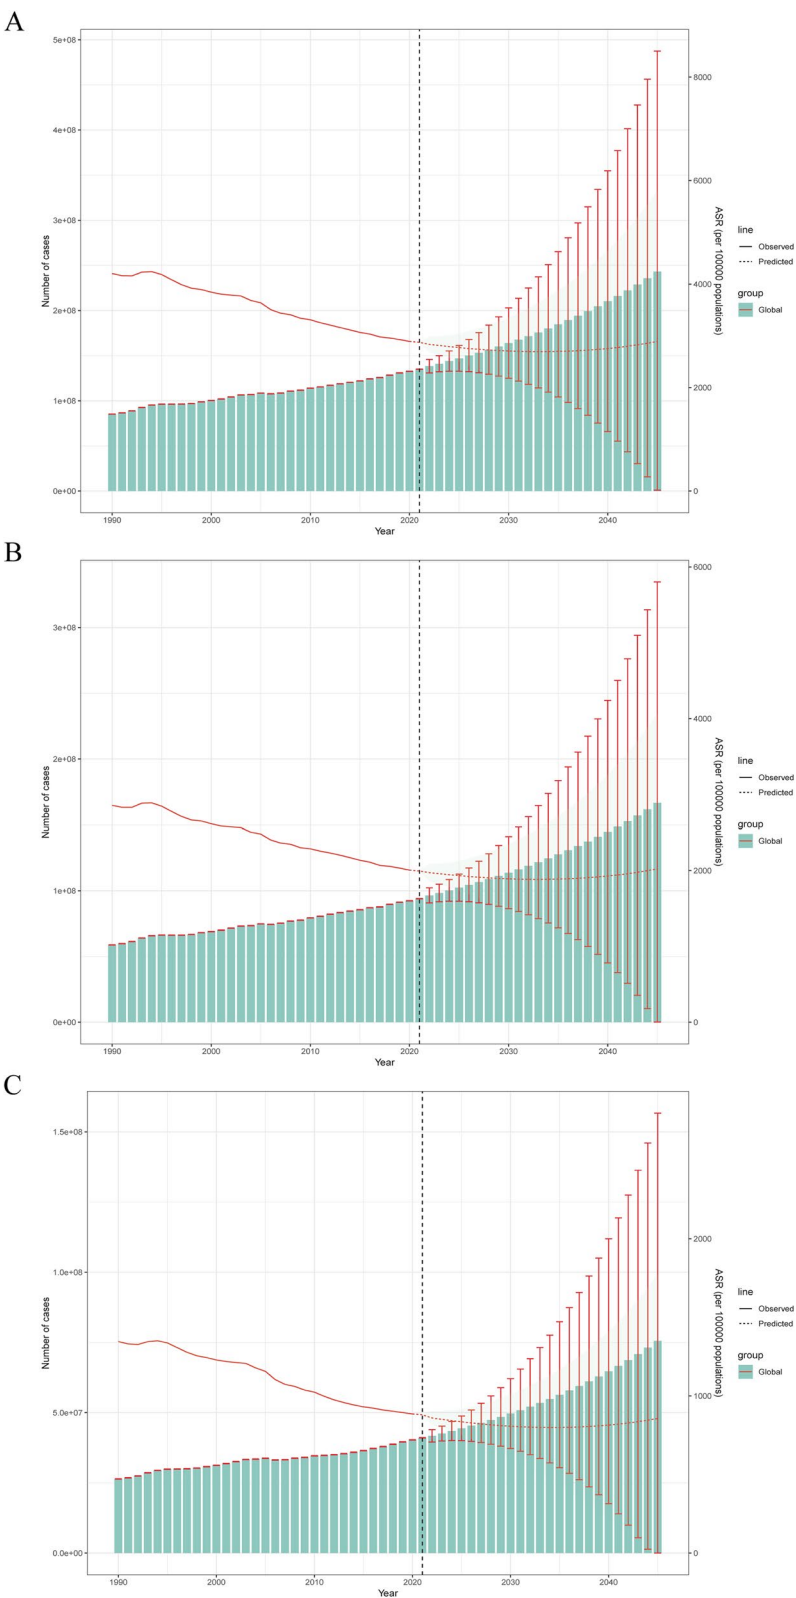 A
5e+08
8000
4e+08
6000
3e+08
Number of cases
ASR (per 100000 populations)
line
Observed
Predicted
4000
2e+08
group
Global
2000
1e+08
0e+00
0
1990 2000 2010 2020 2030 2040
Year
B
6000
3e+08
4000
2e+08
Number of cases
ASR (per 100000 populations)
line
Observed
Predicted
group
Global
2000
1e+08
0e+00
0
1990 2000 2010 2020 2030 2040
Year
C
1.5e+08
2000
1.0e+08
Number of cases
ASR (per 100000 populations)
line
Observed
Predicted
group
Global
1000
5.0e+07
0.0e+00
0
1990 2000 2010 2020 2030 2040
Year